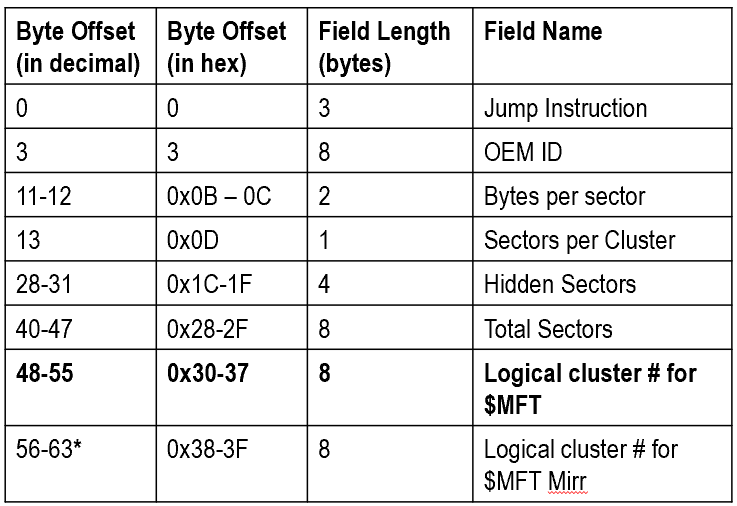 Byte Offset (in decimal) Byte Offset (in hex) Field Length (bytes) Field Name
0 0 3 Jump Instruction
3 3 8 OEM ID
11-12 0x0B – 0C 2 Bytes per sector
13 0x0D 1 Sectors per Cluster
28-31 0x1C-1F 4 Hidden Sectors
40-47 0x28-2F 8 Total Sectors
48-55 0x30-37 8 Logical cluster # for $MFT
56-63* 0x38-3F 8 Logical cluster # for $MFT Mirr